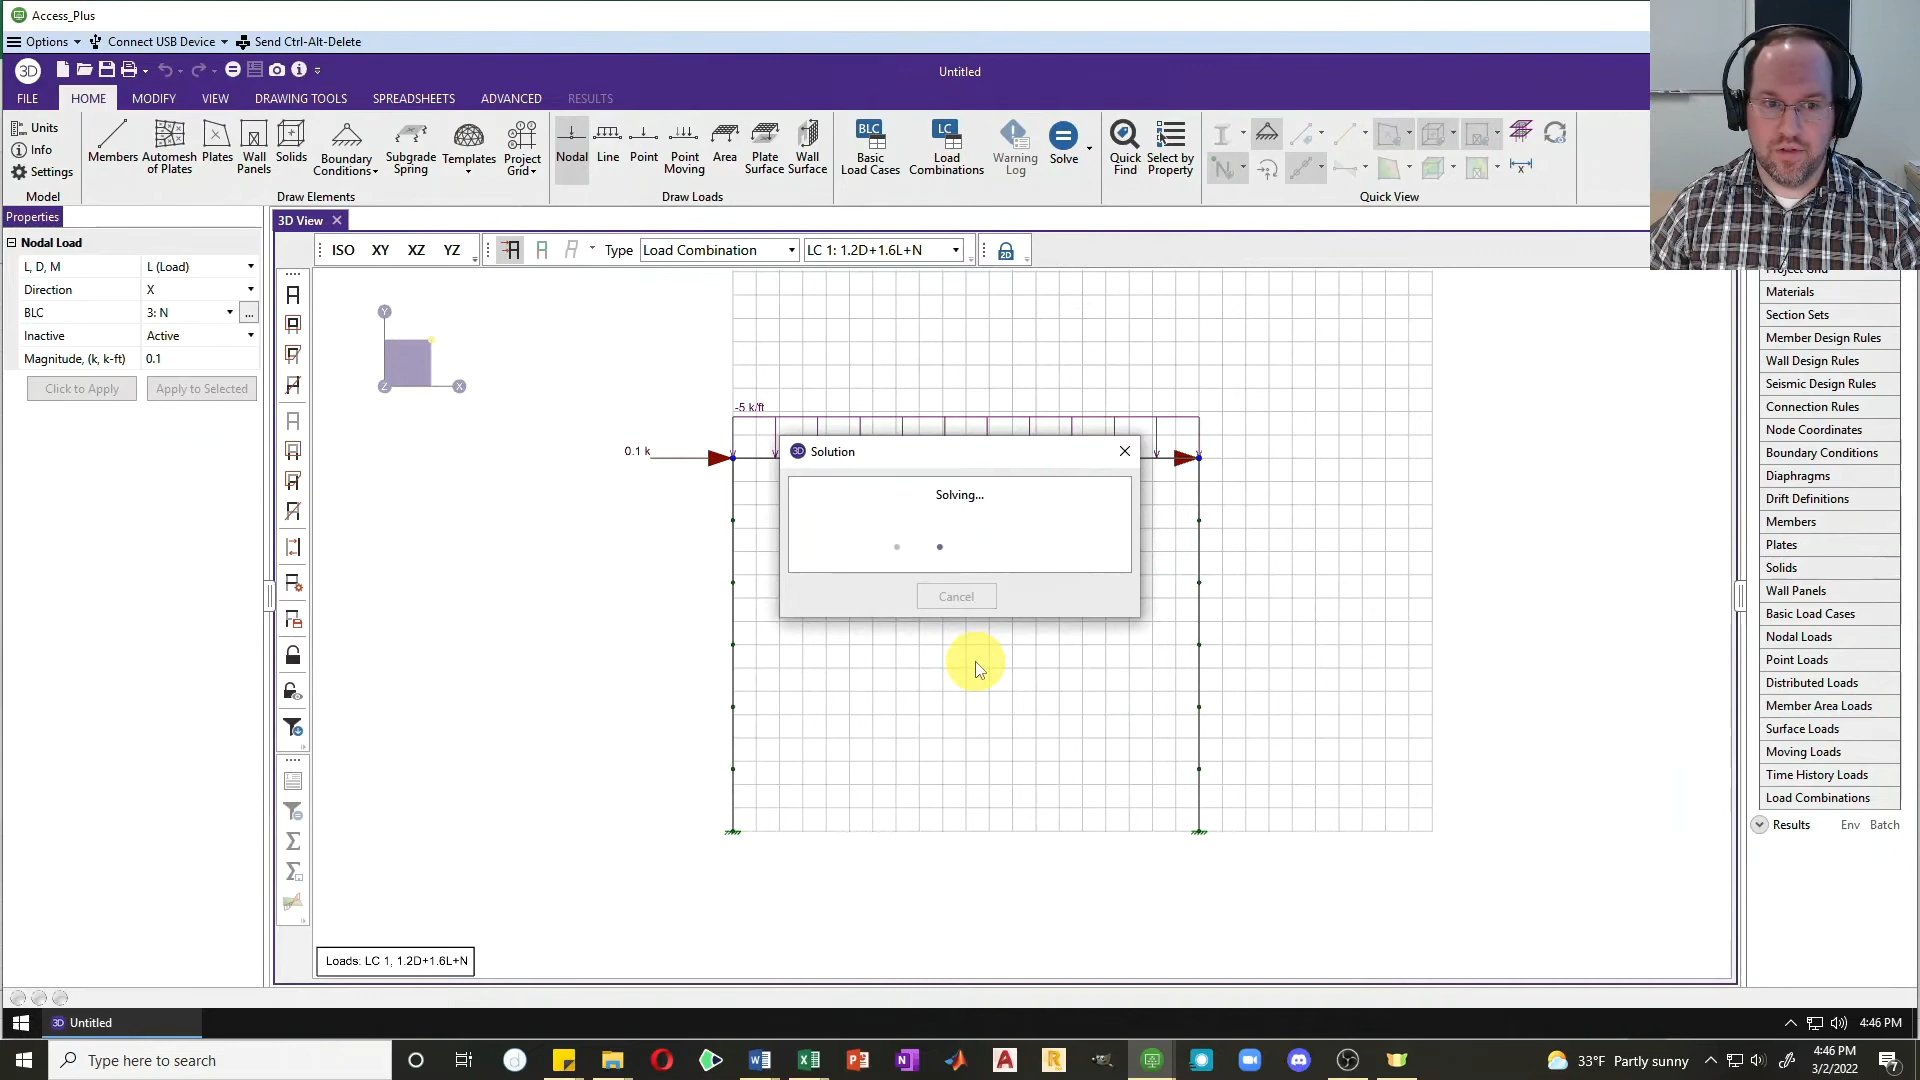 Access_Plus
Options Connect USB Device Send Ctrl-Alt-Delete
3D Untitled
FILE HOME MODIFY VIEW DRAWING TOOLS SPREADSHEETS ADVANCED RESULTS
Units
Info
Settings
Model
Members
Automesh of Plates
Plates
Wall Panels
Solids
Boundary Conditions
Subgrade Spring
Templates
Project Grid
Draw Elements
Nodal
Line
Point
Point Moving
Area
Plate Surface
Wall Surface
Draw Loads
BLC
Basic Load Cases
LC
Load Combinations
Warning Log
Solve
Quick Find
Select by Property
Quick View
Properties
3D View
Nodal Load
L, D, M L (Load)
Direction X
BLC 3: N ...
Inactive Active
Magnitude, (k, k-ft) 0.1
Click to Apply Apply to Selected
ISO XY XZ YZ Type Load Combination LC 1: 1.2D+1.6L+N 2D
Y
Z
X
-5 k/ft
0.1 k
3D Solution
Solving...
Cancel
Loads: LC 1, 1.2D+1.6L+N
Project Grid
Materials
Section Sets
Member Design Rules
Wall Design Rules
Seismic Design Rules
Connection Rules
Node Coordinates
Boundary Conditions
Diaphragms
Drift Definitions
Members
Plates
Solids
Wall Panels
Basic Load Cases
Nodal Loads
Point Loads
Distributed Loads
Member Area Loads
Surface Loads
Moving Loads
Time History Loads
Load Combinations
Results Env Batch
3D Untitled
4:46 PM
Type here to search
33°F Partly sunny
4:46 PM
3/2/2022
7